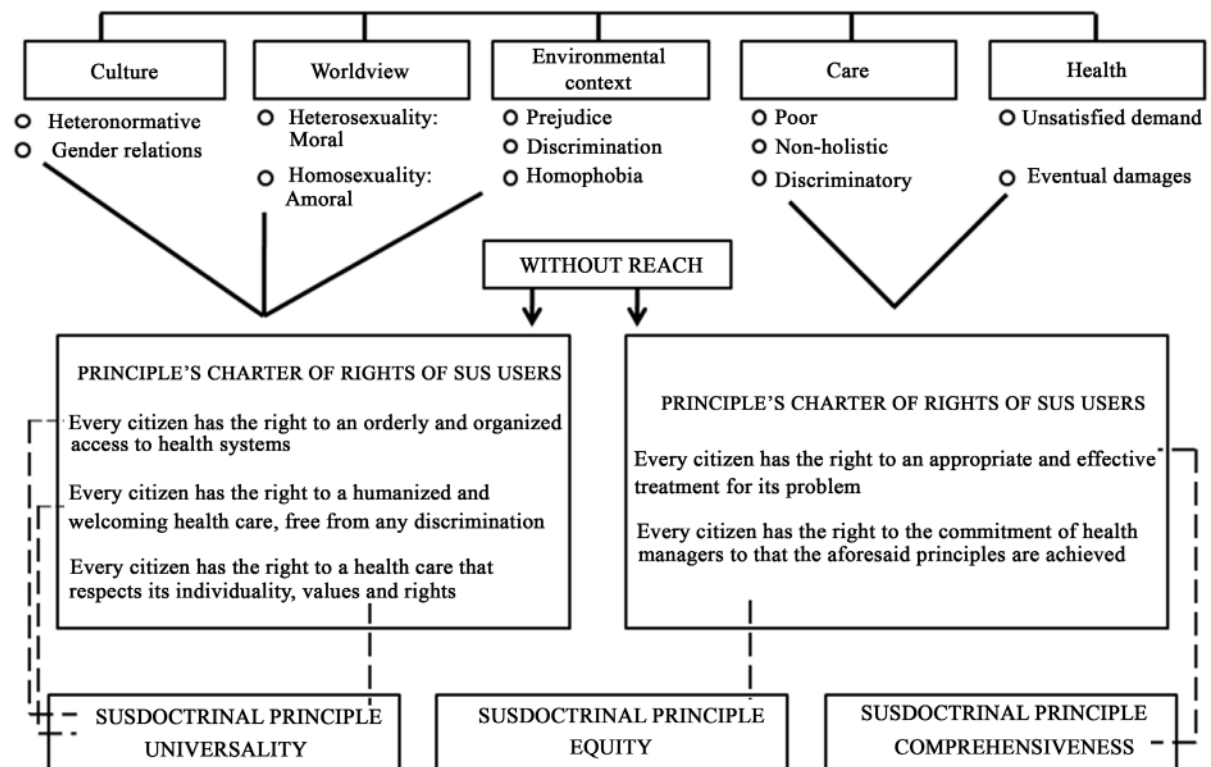 Culture
Heteronormative
Gender relations
Worldview
Heterosexuality:
Moral
Homosexuality:
Amoral
Environmental
context
Prejudice
Discrimination
Homophobia
Care
Poor
Non-holistic
Discriminatory
Health
Unsatisfied demand
Eventual damages
WITHOUT REACH
PRINCIPLE'S CHARTER OF RIGHTS OF SUS USERS
Every citizen has the right to an orderly and organized
access to health systems
Every citizen has the right to a humanized and
welcoming health care, free from any discrimination
Every citizen has the right to a health care that
respects its individuality, values and rights
PRINCIPLE'S CHARTER OF RIGHTS OF SUS USERS
Every citizen has the right to an appropriate and effective
treatment for its problem
Every citizen has the right to the commitment of health
managers to that the aforesaid principles are achieved
SUSDOCTRINAL PRINCIPLE
UNIVERSALITY
SUSDOCTRINAL PRINCIPLE
EQUITY
SUSDOCTRINAL PRINCIPLE
COMPREHENSIVENESS